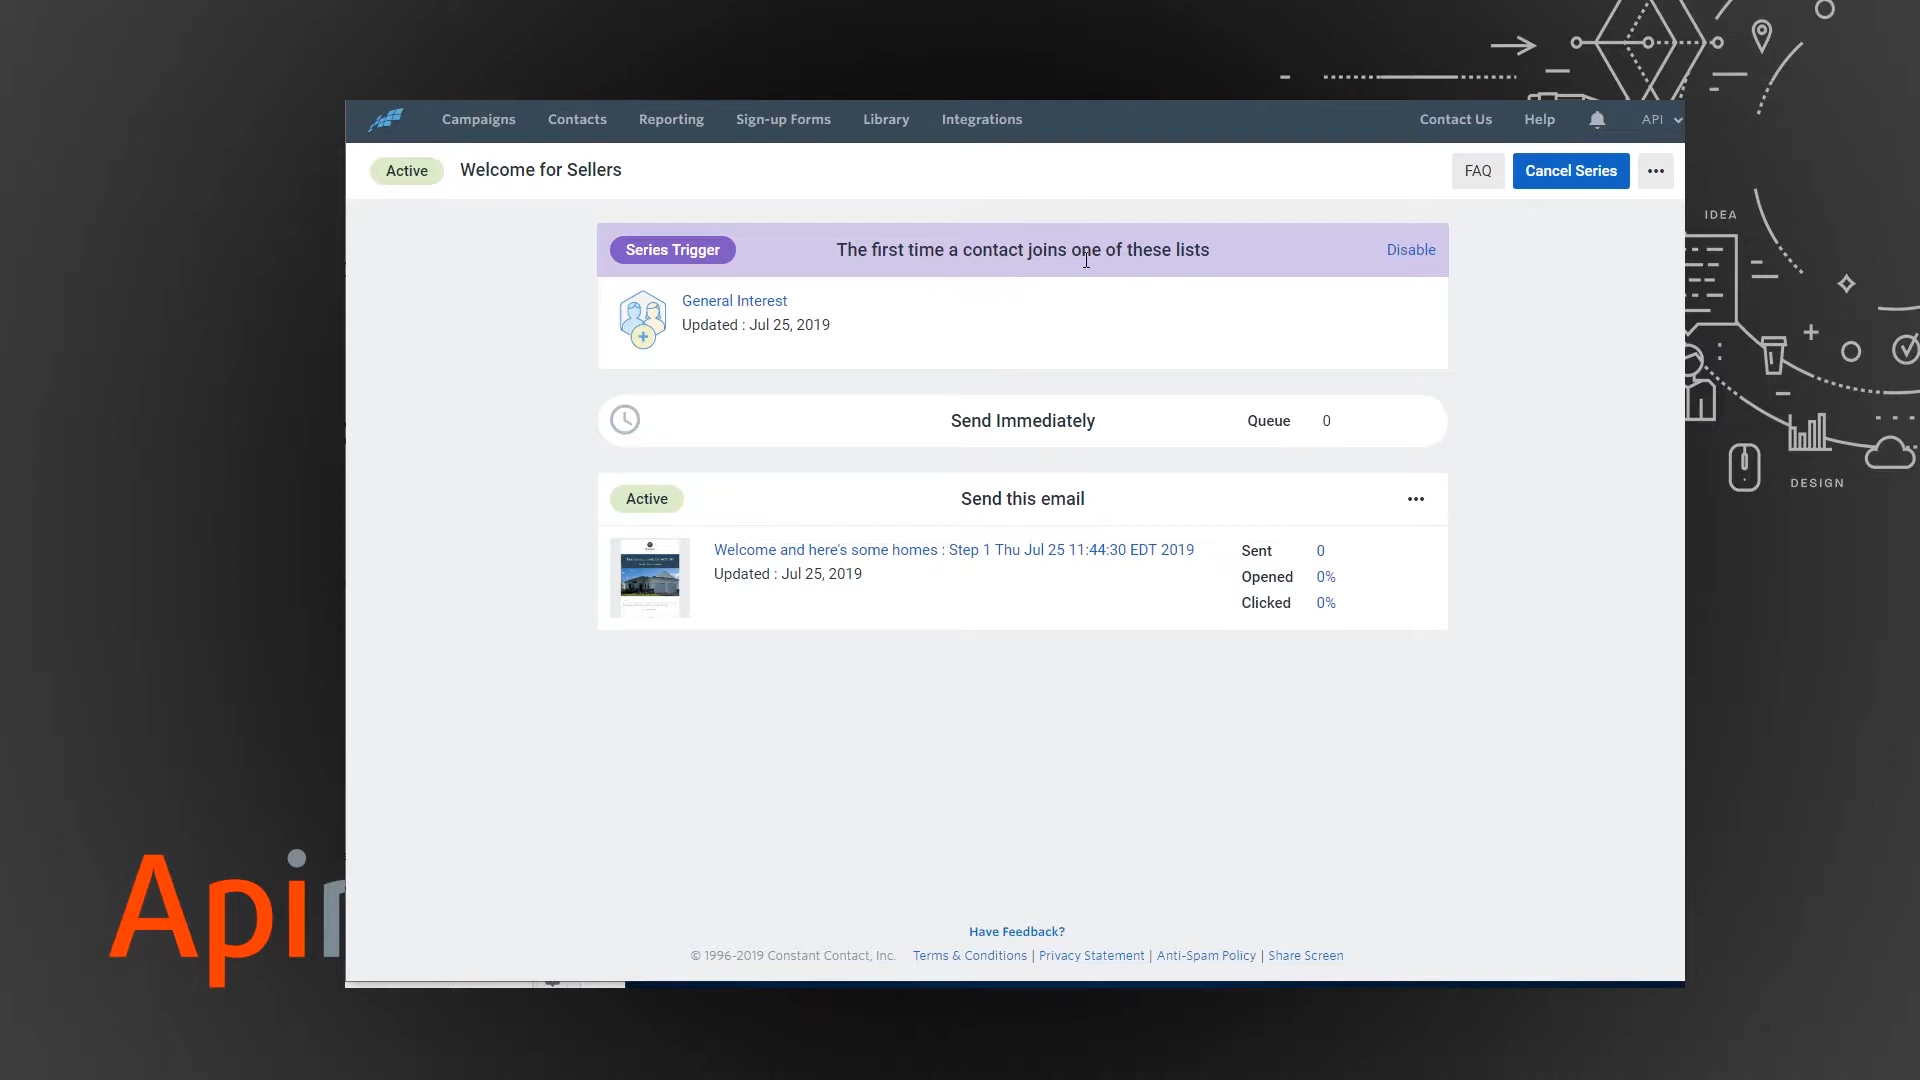 Campaigns Contacts Reporting Sign-up Forms Library Integrations Contact Us Help API
Active Welcome for Sellers FAQ Cancel Series
IDEA
Series Trigger The first time a contact joins one of these lists Disable
General Interest
Updated : Jul 25, 2019
Send Immediately Queue 0
DESIGN
Active Send this email
Welcome and here's some homes : Step 1 Thu Jul 25 11:44:30 EDT 2019 Sent 0
Updated : Jul 25, 2019 Opened 0%
Clicked 0%
Api
Have Feedback?
© 1996-2019 Constant Contact, Inc. Terms & Conditions | Privacy Statement | Anti-Spam Policy | Share Screen